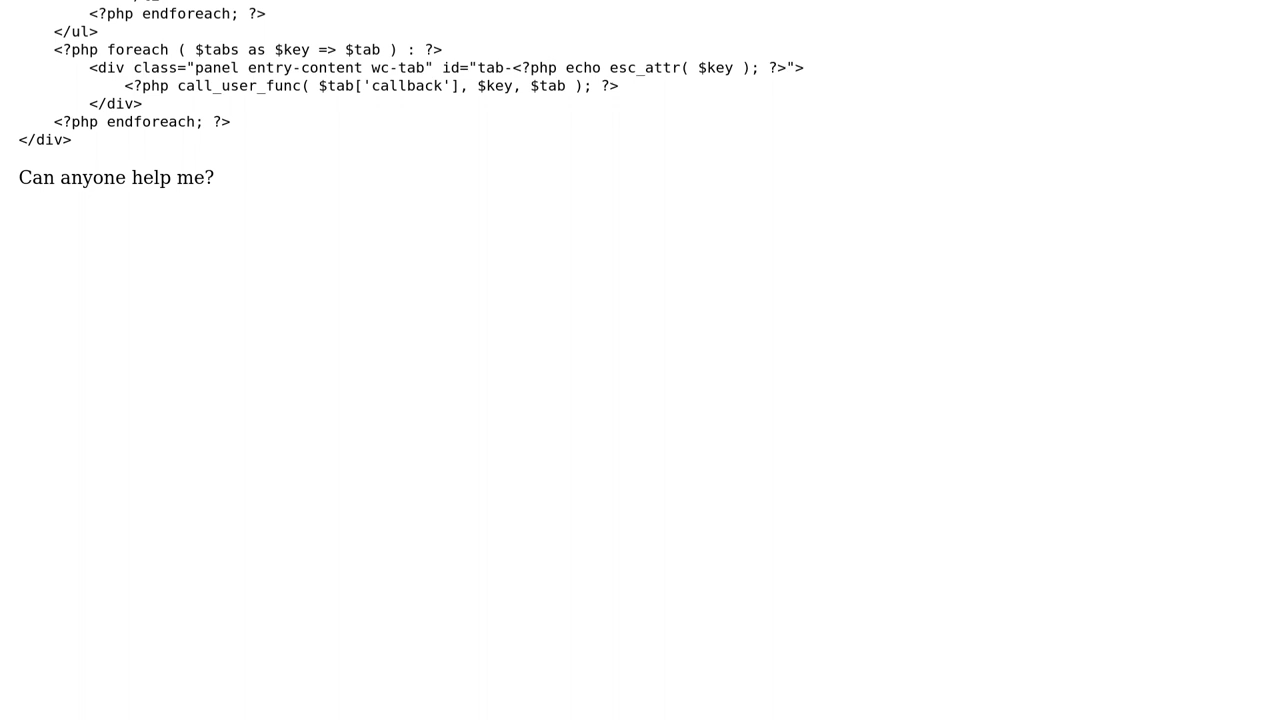 <?php endforeach; ?>
</ul>
<?php foreach ( $tabs as $key => $tab ) : ?>
<div class="panel entry-content wc-tab" id="tab-<?php echo esc_attr( $key ); ?>">
<?php call_user_func( $tab['callback'], $key, $tab ); ?>
</div>
<?php endforeach; ?>
</div>
Can anyone help me?